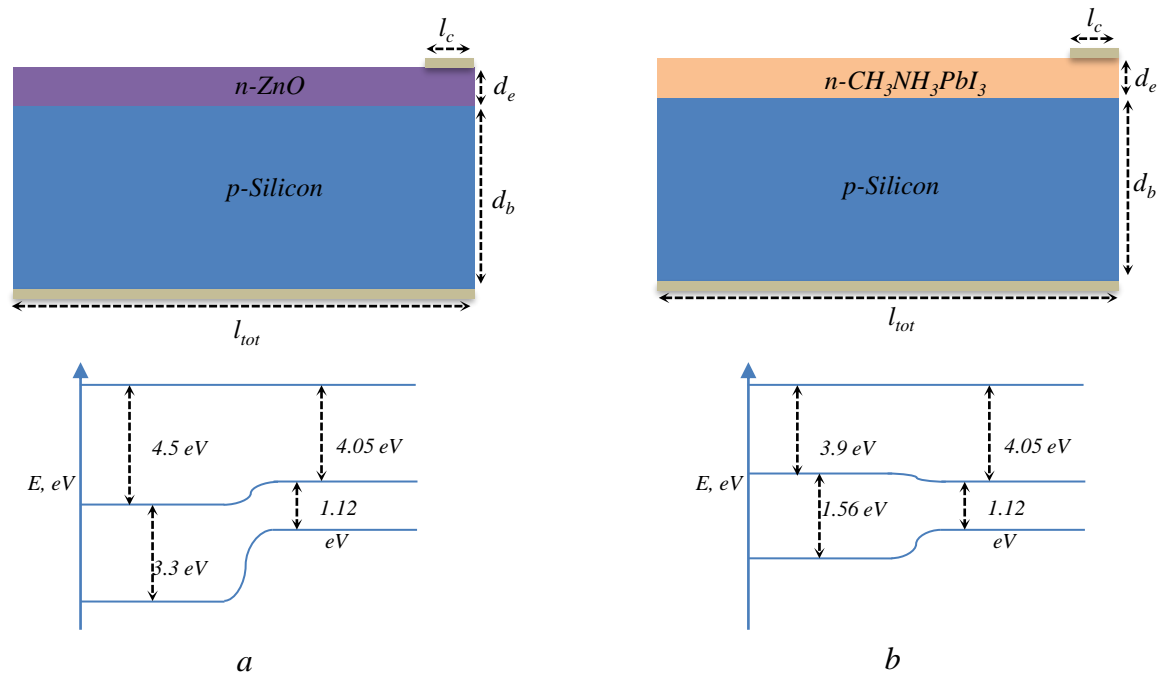 l_c
n-ZnO
d_e
p-Silicon
d_b
l_tot
4.5 eV
4.05 eV
E, eV
1.12
eV
3.3 eV
a
l_c
n-CH₃NH₃PbI₃
d_e
p-Silicon
d_b
l_tot
3.9 eV
4.05 eV
E, eV
1.56 eV
1.12
eV
b